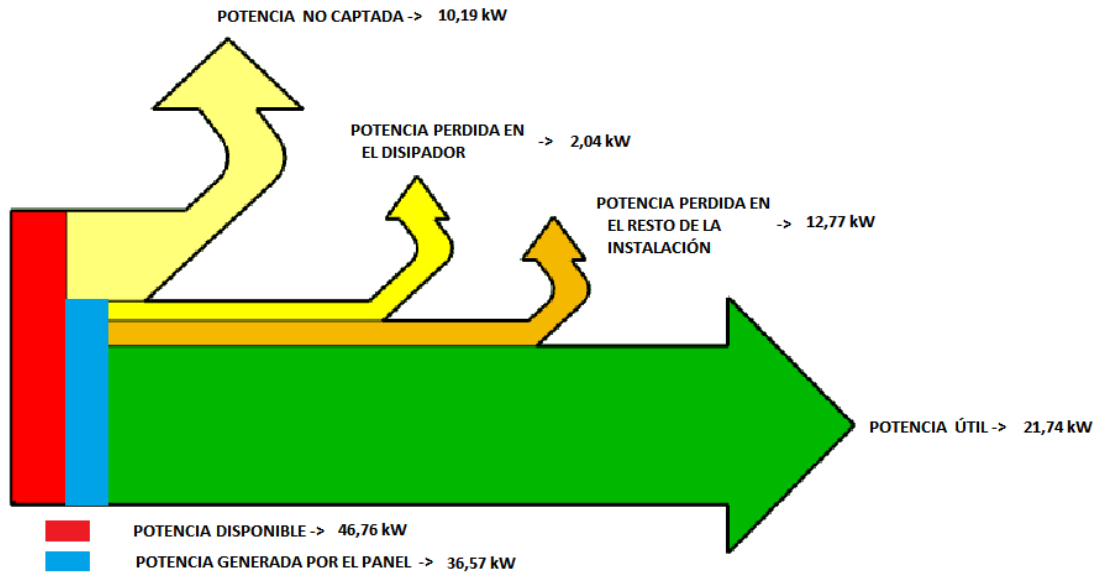 POTENCIA NO CAPTADA -> 10,19 kW
POTENCIA PERDIDA EN
EL DISIPADOR -> 2,04 kW
POTENCIA PERDIDA EN
EL RESTO DE LA -> 12,77 kW
INSTALACIÓN
POTENCIA ÚTIL -> 21,74 kW
POTENCIA DISPONIBLE -> 46,76 kW
POTENCIA GENERADA POR EL PANEL -> 36,57 kW